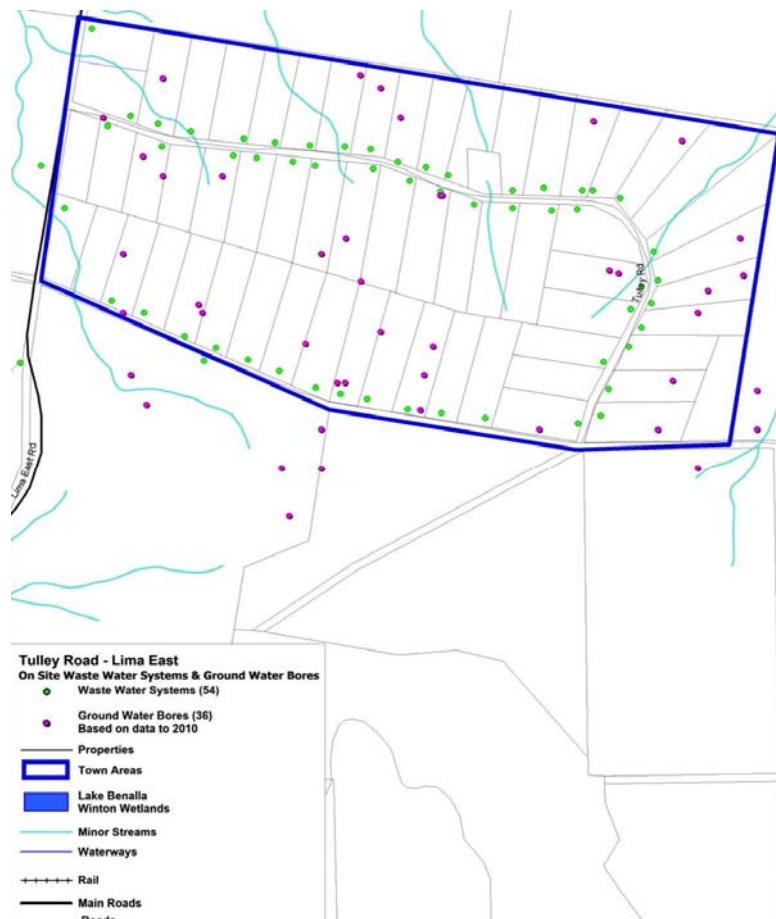 Tulley Rd
Lima East Rd
Tulley Road - Lima East
On Site Waste Water Systems & Ground Water Bores
Waste Water Systems (54)
Ground Water Bores (36)
Based on data to 2010
Properties
Town Areas
Lake Benalla
Winton Wetlands
Minor Streams
Waterways
Rail
Main Roads
Roads